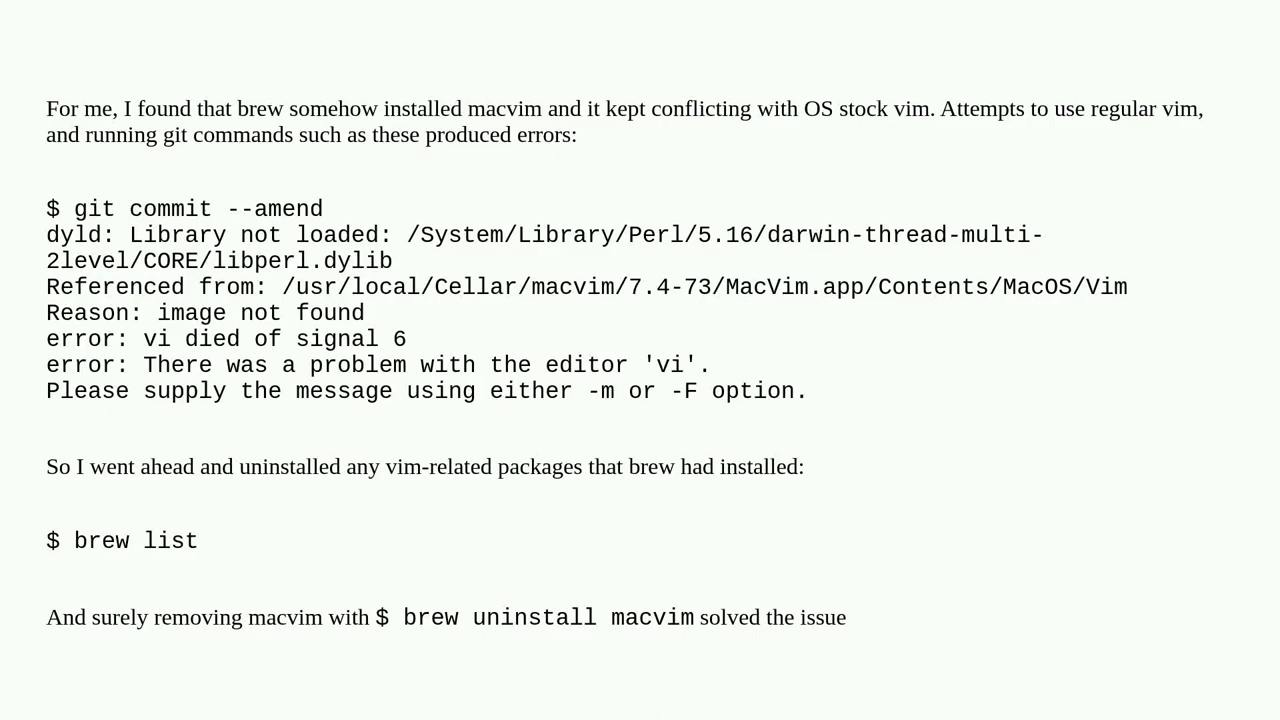 For me, I found that brew somehow installed macvim and it kept conflicting with OS stock vim. Attempts to use regular vim,
and running git commands such as these produced errors:
$ git commit --amend
dyld: Library not loaded: /System/Library/Perl/5.16/darwin-thread-multi-
2level/CORE/libperl.dylib
Referenced from: /usr/local/Cellar/macvim/7.4-73/MacVim.app/Contents/MacOS/Vim
Reason: image not found
error: vi died of signal 6
error: There was a problem with the editor 'vi'.
Please supply the message using either -m or -F option.
So I went ahead and uninstalled any vim-related packages that brew had installed:
$ brew list
And surely removing macvim with $ brew uninstall macvim solved the issue